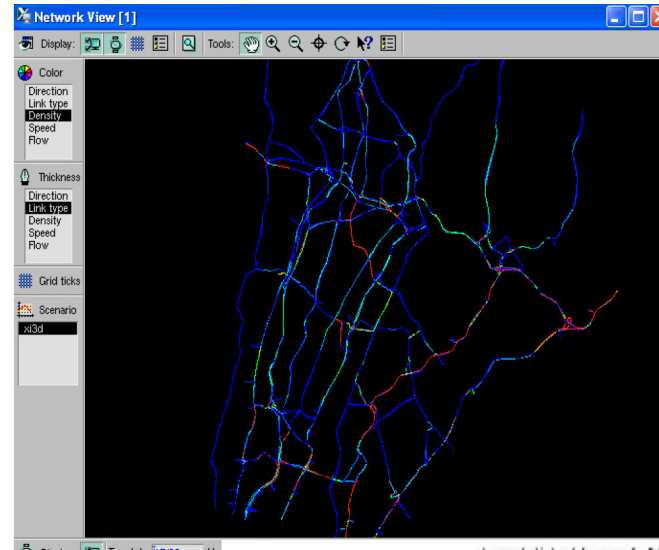 Network View [1]
Display:
Tools:
Color
Direction
Link type
Density
Speed
Flow
Thickness
Direction
Link type
Density
Speed
Flow
Grid ticks
Scenario
xi3d